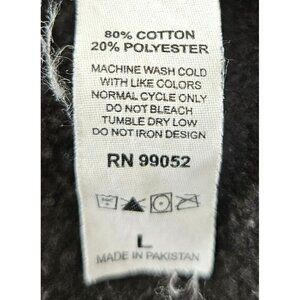 80% COTTON
20% POLYESTER
MACHINE WASH COLD
WITH LIKE COLORS
NORMAL CYCLE ONLY
DO NOT BLEACH
TUMBLE DRY LOW
DO NOT IRON DESIGN
RN 99052
L
MADE IN PAKISTAN